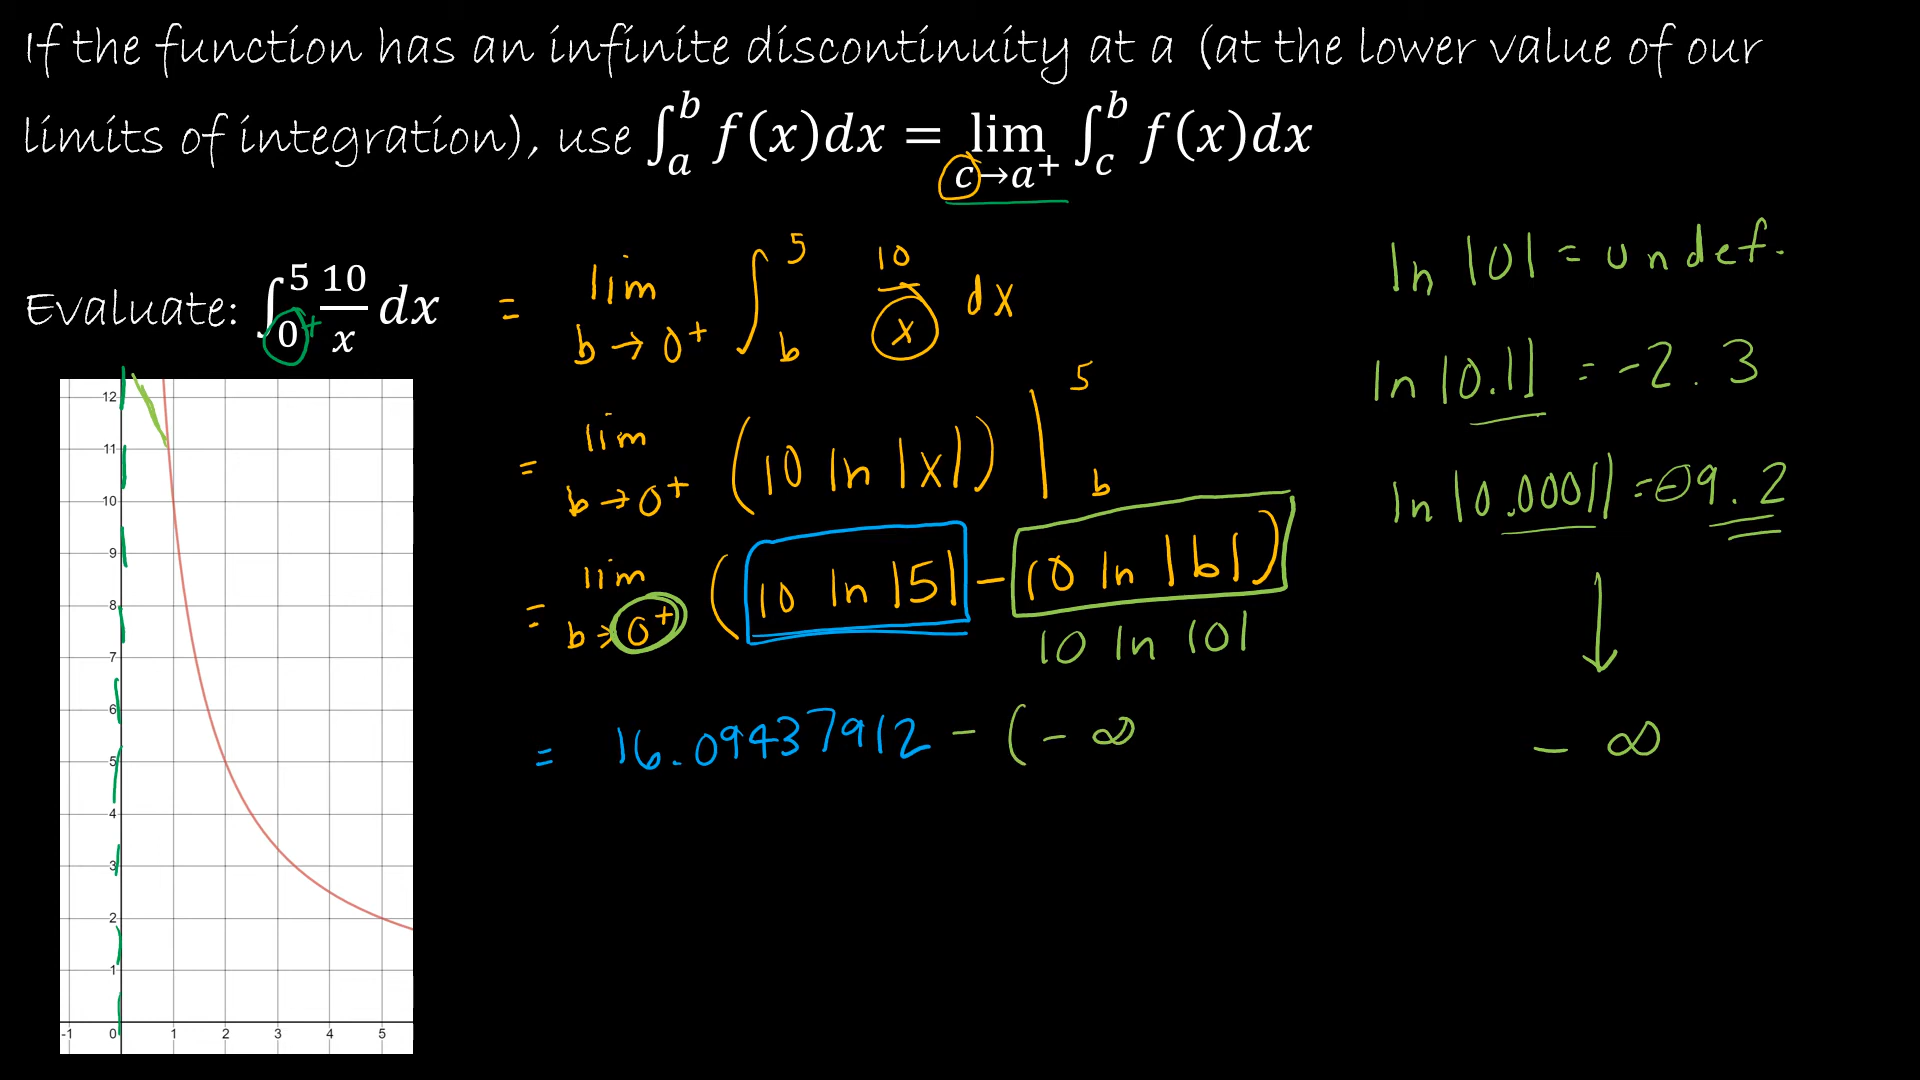 If the function has an infinite discontinuity at a (at the lower value of our
limits of integration), use ∫_a^b f(x)dx = lim_{c→a⁺} ∫_c^b f(x)dx
Evaluate: ∫_0⁺^5 10/x dx = lim b→0⁺ ∫_b^5 10/x dx
= lim b→0⁺ (10 ln |x|) |_b^5
= lim b→0⁺ (10 ln |5| - 10 ln |b|)
10 ln |0|
= 16.09437912 - (- ∞
ln |0| = undef.
ln |0.1| = -2.3
ln |0.0001| = -9.2
↓
- ∞
12
11
10
9
8
7
6
5
4
3
2
1
-1 0 1 2 3 4 5